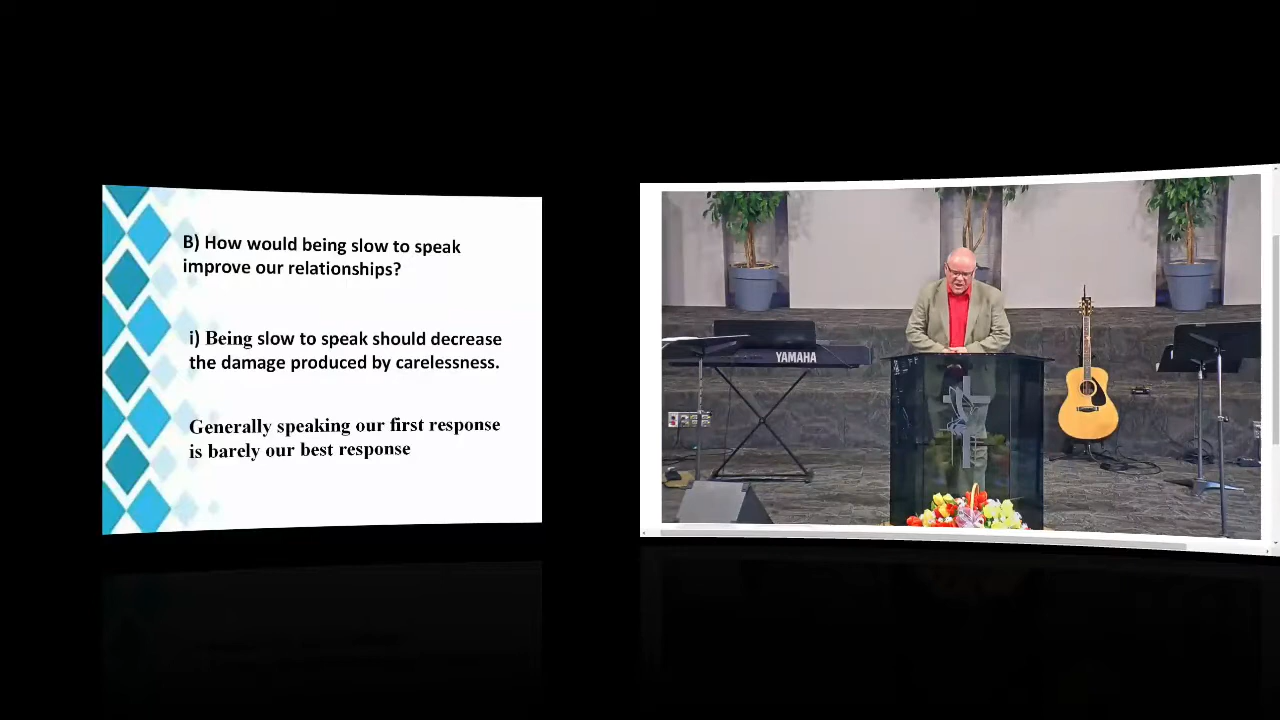 B) How would being slow to speak
improve our relationships?
i) Being slow to speak should decrease
the damage produced by carelessness.
Generally speaking our first response
is barely our best response
YAMAHA